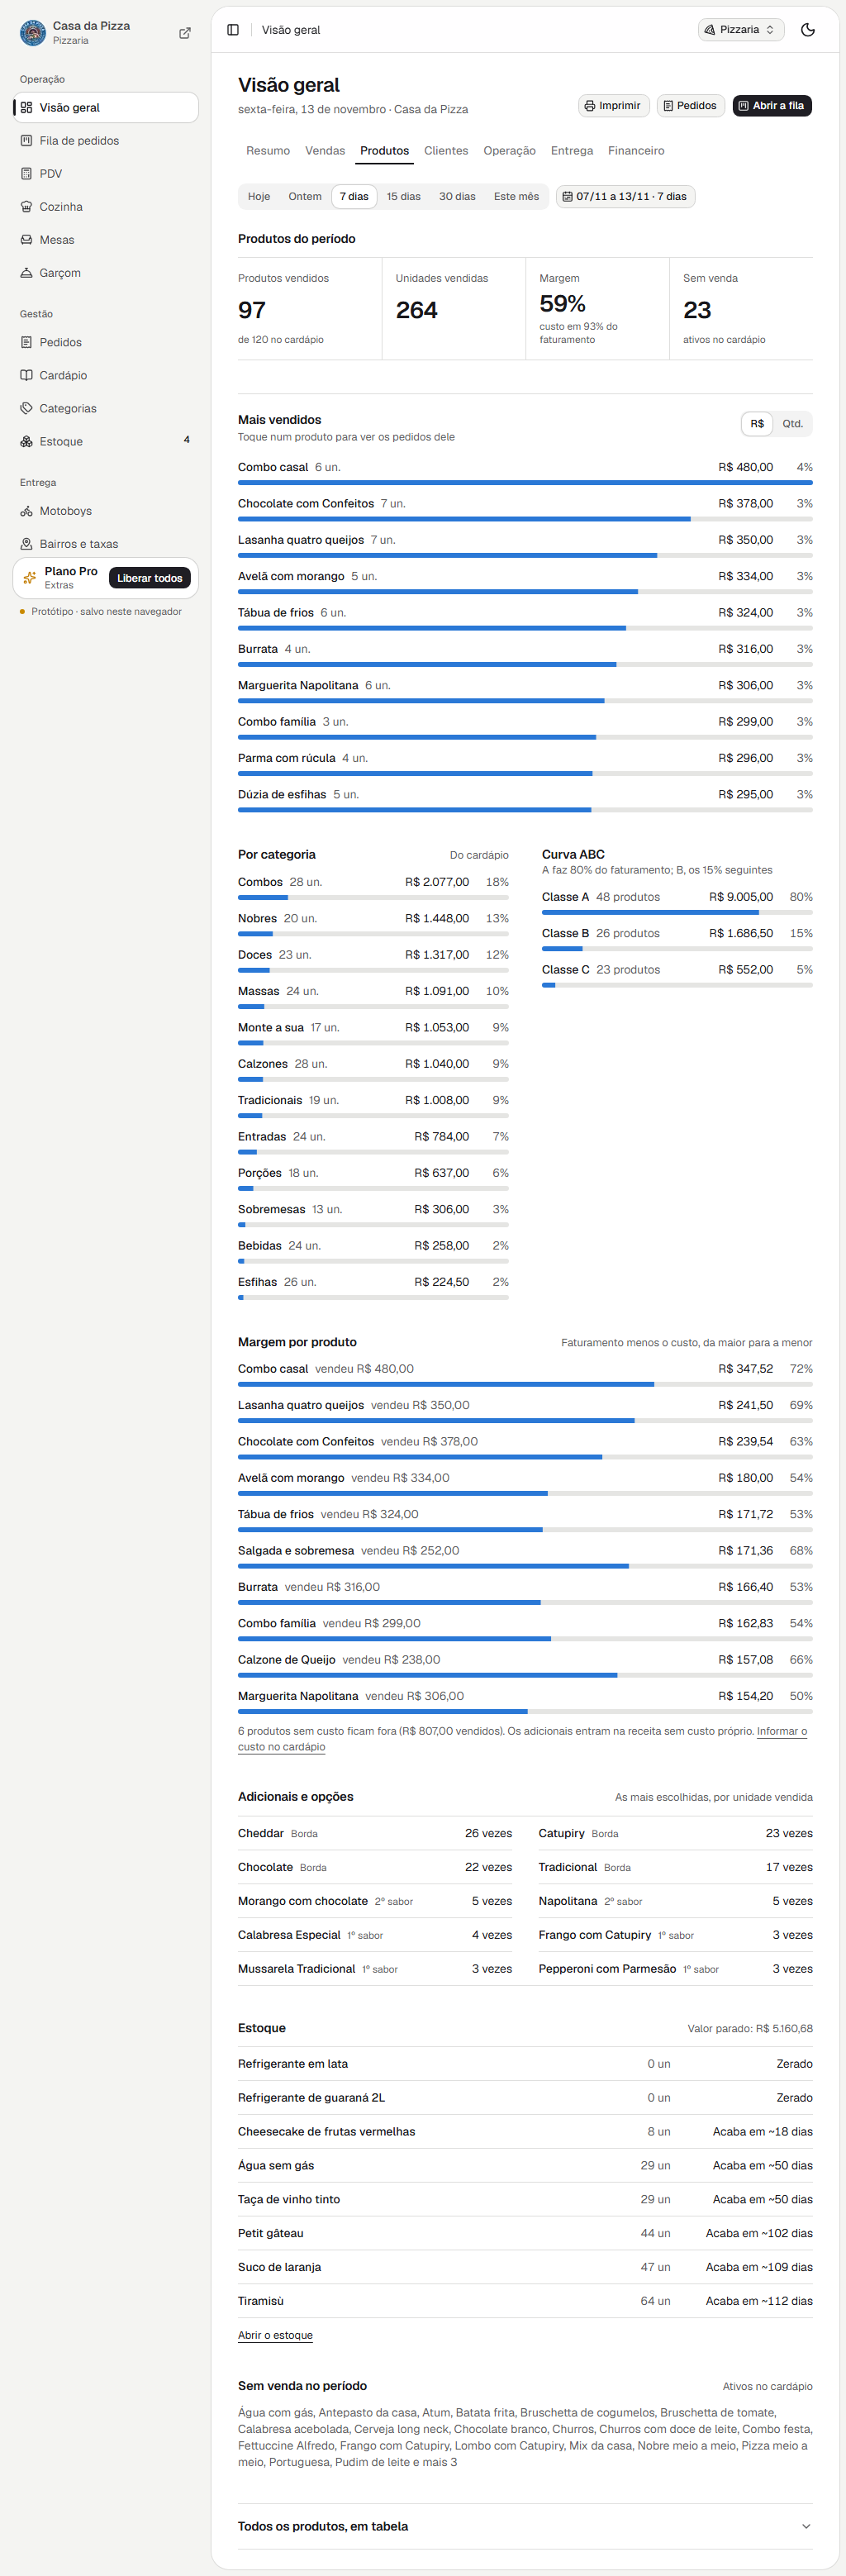 Casa da Pizza
Pizzaria
Operação
Visão geral
Fila de pedidos
PDV
Cozinha
Mesas
Garçom
Gestão
Pedidos
Cardápio
Categorias
Estoque 4
Entrega
Motoboys
Bairros e taxas
Plano Pro
Extras
Liberar todos
Protótipo · salvo neste navegador
Visão geral
Pizzaria
Visão geral
sexta-feira, 13 de novembro · Casa da Pizza
Imprimir Pedidos Abrir a fila
Resumo Vendas Produtos Clientes Operação Entrega Financeiro
Hoje Ontem 7 dias 15 dias 30 dias Este mês 07/11 a 13/11 · 7 dias
Produtos do período
Produtos vendidos
97
de 120 no cardápio
Unidades vendidas
264
Margem
59%
custo em 93% do
faturamento
Sem venda
23
ativos no cardápio
Mais vendidos
Toque num produto para ver os pedidos dele
R$ Qtd.
Combo casal 6 un. R$ 480,00 4%
Chocolate com Confeitos 7 un. R$ 378,00 3%
Lasanha quatro queijos 7 un. R$ 350,00 3%
Avelã com morango 5 un. R$ 334,00 3%
Tábua de frios 6 un. R$ 324,00 3%
Burrata 4 un. R$ 316,00 3%
Marguerita Napolitana 6 un. R$ 306,00 3%
Combo família 3 un. R$ 299,00 3%
Parma com rúcula 4 un. R$ 296,00 3%
Dúzia de esfihas 5 un. R$ 295,00 3%
Por categoria Do cardápio
Combos 28 un. R$ 2.077,00 18%
Nobres 20 un. R$ 1.448,00 13%
Doces 23 un. R$ 1.317,00 12%
Massas 24 un. R$ 1.091,00 10%
Monte a sua 17 un. R$ 1.053,00 9%
Calzones 28 un. R$ 1.040,00 9%
Tradicionais 19 un. R$ 1.008,00 9%
Entradas 24 un. R$ 784,00 7%
Porções 18 un. R$ 637,00 6%
Sobremesas 13 un. R$ 306,00 3%
Bebidas 24 un. R$ 258,00 2%
Esfihas 26 un. R$ 224,50 2%
Curva ABC
A faz 80% do faturamento; B, os 15% seguintes
Classe A 48 produtos R$ 9.005,00 80%
Classe B 26 produtos R$ 1.686,50 15%
Classe C 23 produtos R$ 552,00 5%
Margem por produto Faturamento menos o custo, da maior para a menor
Combo casal vendeu R$ 480,00 R$ 347,52 72%
Lasanha quatro queijos vendeu R$ 350,00 R$ 241,50 69%
Chocolate com Confeitos vendeu R$ 378,00 R$ 239,54 63%
Avelã com morango vendeu R$ 334,00 R$ 180,00 54%
Tábua de frios vendeu R$ 324,00 R$ 171,72 53%
Salgada e sobremesa vendeu R$ 252,00 R$ 171,36 68%
Burrata vendeu R$ 316,00 R$ 166,40 53%
Combo família vendeu R$ 299,00 R$ 162,83 54%
Calzone de Queijo vendeu R$ 238,00 R$ 157,08 66%
Marguerita Napolitana vendeu R$ 306,00 R$ 154,20 50%
6 produtos sem custo ficam fora (R$ 807,00 vendidos). Os adicionais entram na receita sem custo próprio. Informar o
custo no cardápio
Adicionais e opções As mais escolhidas, por unidade vendida
Cheddar Borda 26 vezes Catupiry Borda 23 vezes
Chocolate Borda 22 vezes Tradicional Borda 17 vezes
Morango com chocolate 2º sabor 5 vezes Napolitana 2º sabor 5 vezes
Calabresa Especial 1º sabor 4 vezes Frango com Catupiry 1º sabor 3 vezes
Mussarela Tradicional 1º sabor 3 vezes Pepperoni com Parmesão 1º sabor 3 vezes
Estoque Valor parado: R$ 5.160,68
Refrigerante em lata 0 un Zerado
Refrigerante de guaraná 2L 0 un Zerado
Cheesecake de frutas vermelhas 8 un Acaba em ~18 dias
Água sem gás 29 un Acaba em ~50 dias
Taça de vinho tinto 29 un Acaba em ~50 dias
Petit gâteau 44 un Acaba em ~102 dias
Suco de laranja 47 un Acaba em ~109 dias
Tiramisù 64 un Acaba em ~112 dias
Abrir o estoque
Sem venda no período Ativos no cardápio
Água com gás, Antepasto da casa, Atum, Batata frita, Bruschetta de cogumelos, Bruschetta de tomate,
Calabresa acebolada, Cerveja long neck, Chocolate branco, Churros, Churros com doce de leite, Combo festa,
Fettuccine Alfredo, Frango com Catupiry, Lombo com Catupiry, Mix da casa, Nobre meio a meio, Pizza meio a
meio, Portuguesa, Pudim de leite e mais 3
Todos os produtos, em tabela